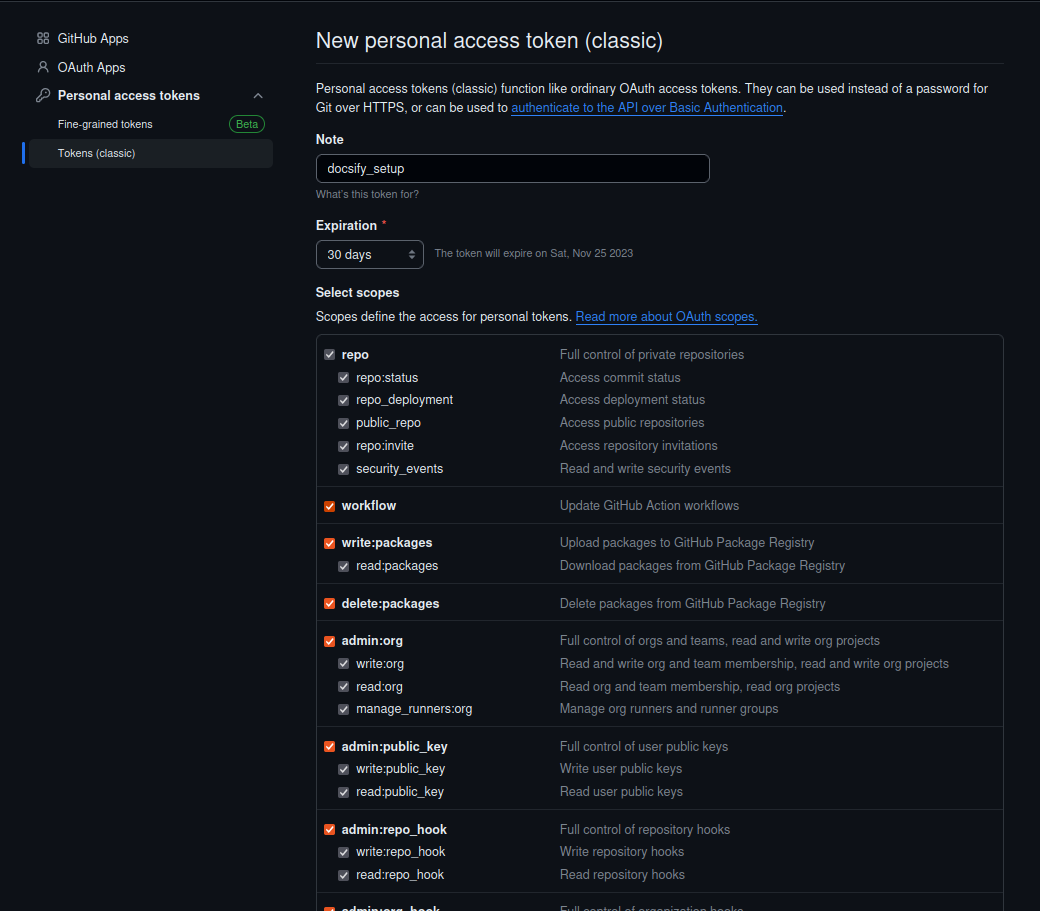 GitHub Apps
OAuth Apps
Personal access tokens
Fine-grained tokens Beta
Tokens (classic)
New personal access token (classic)
Personal access tokens (classic) function like ordinary OAuth access tokens. They can be used instead of a password for
Git over HTTPS, or can be used to authenticate to the API over Basic Authentication.
Note
docsify_setup
What's this token for?
Expiration *
30 days The token will expire on Sat, Nov 25 2023
Select scopes
Scopes define the access for personal tokens. Read more about OAuth scopes.
repo Full control of private repositories
repo:status Access commit status
repo_deployment Access deployment status
public_repo Access public repositories
repo:invite Access repository invitations
security_events Read and write security events
workflow Update GitHub Action workflows
write:packages Upload packages to GitHub Package Registry
read:packages Download packages from GitHub Package Registry
delete:packages Delete packages from GitHub Package Registry
admin:org Full control of orgs and teams, read and write org projects
write:org Read and write org and team membership, read and write org projects
read:org Read org and team membership, read org projects
manage_runners:org Manage org runners and runner groups
admin:public_key Full control of user public keys
write:public_key Write user public keys
read:public_key Read user public keys
admin:repo_hook Full control of repository hooks
write:repo_hook Write repository hooks
read:repo_hook Read repository hooks
admin:org_hook Full control of organization hooks